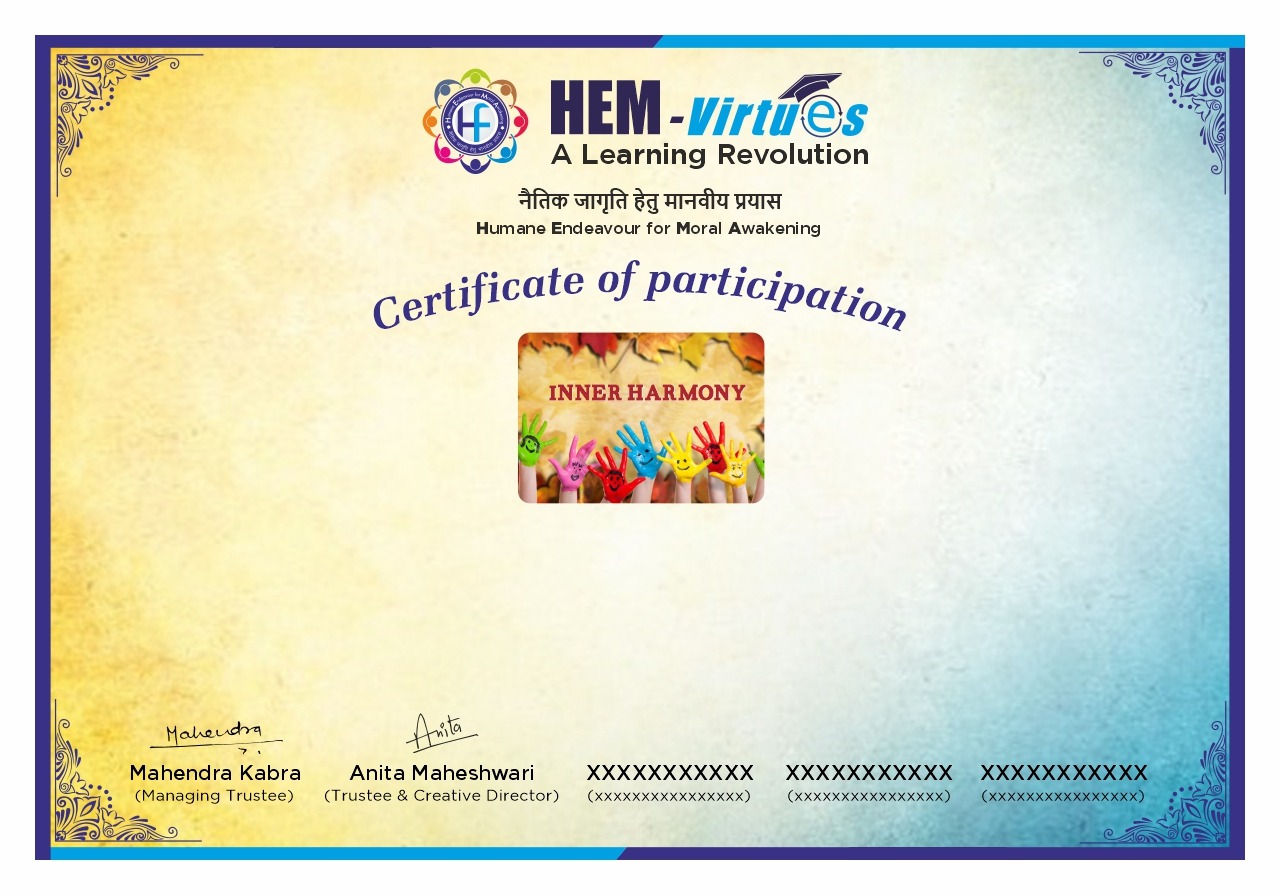 HEM-Virtues
A Learning Revolution
नैतिक जागृति हेतु मानवीय प्रयास
Humane Endeavour for Moral Awakening
Certificate of participation
INNER HARMONY
Mahendra
Anita
Mahendra Kabra
(Managing Trustee)
Anita Maheshwari
(Trustee & Creative Director)
XXXXXXXXXXX
(xxxxxxxxxxxxxxxx)
XXXXXXXXXXX
(xxxxxxxxxxxxxxxx)
XXXXXXXXXXX
(xxxxxxxxxxxxxxxx)